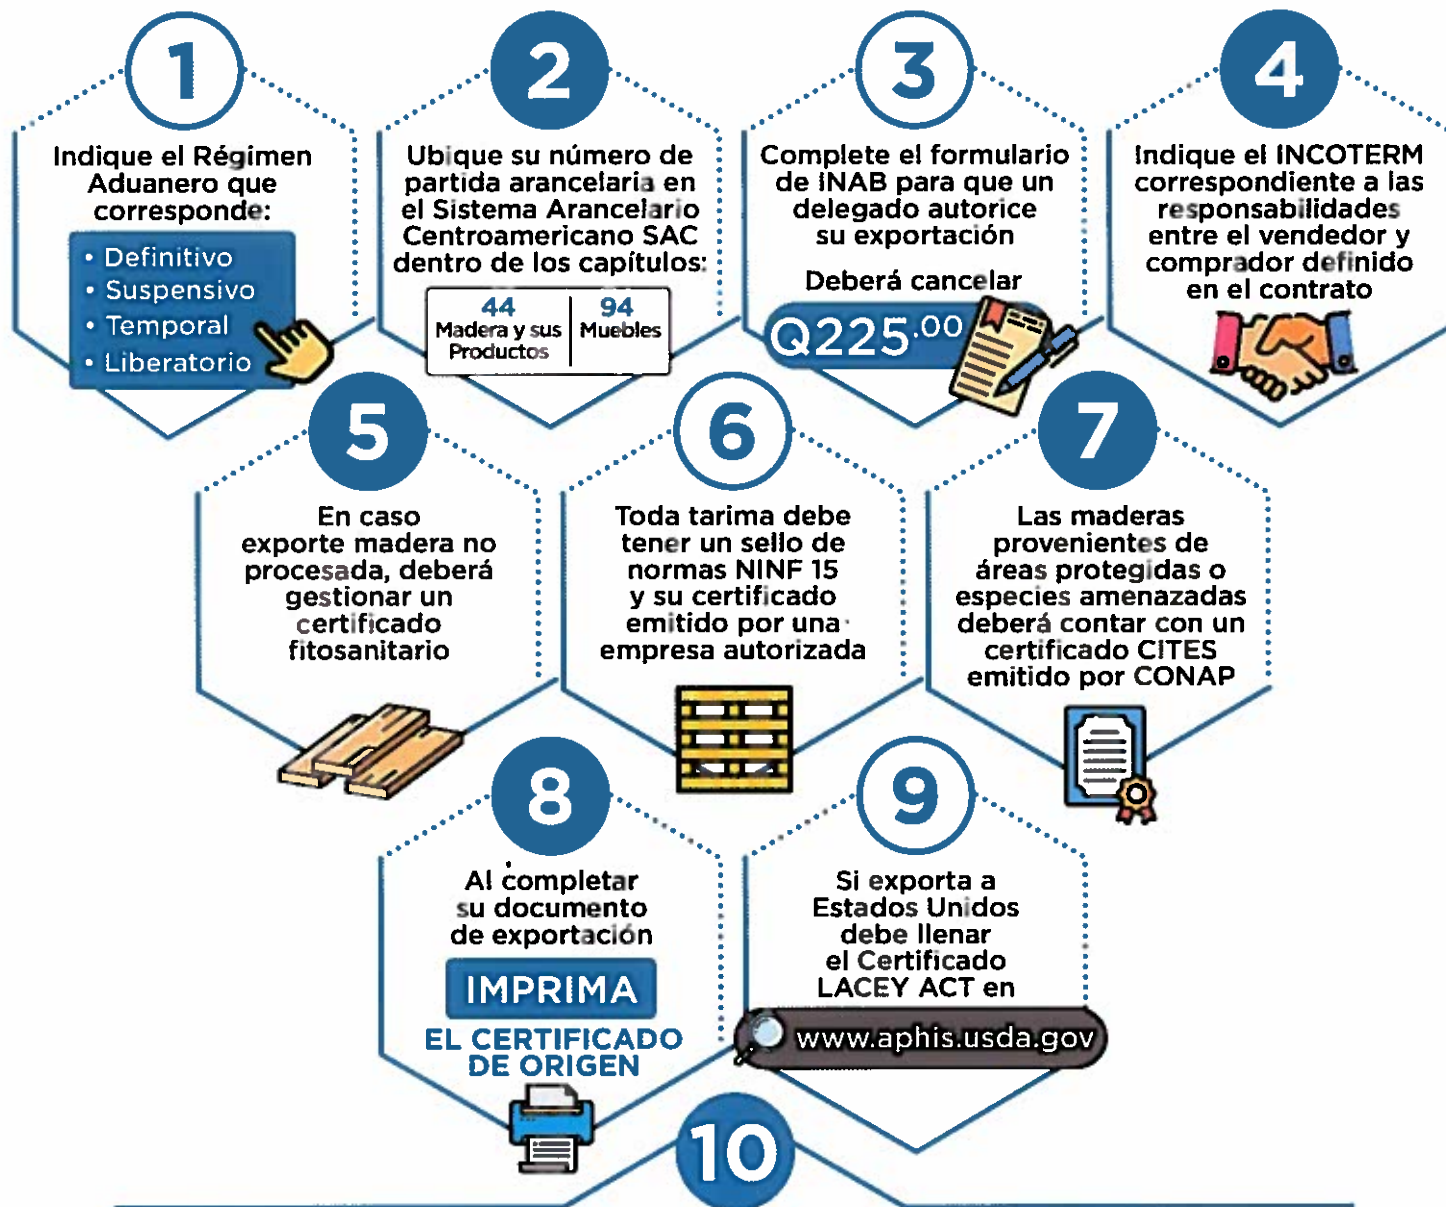 1
Indique el Régimen
Aduanero que
corresponde:
• Definitivo
• Suspensivo
• Temporal
• Liberatorio
2
Ubique su número de
partida arancelaria en
el Sistema Arancelario
Centroamericano SAC
dentro de los capítulos:
44
Madera y sus
Productos
94
Muebles
3
Complete el formulario
de INAB para que un
delegado autorice
su exportación
Deberá cancelar
Q225.00
4
Indique el INCOTERM
correspondiente a las
responsabilidades
entre el vendedor y
comprador definido
en el contrato
5
En caso
exporte madera no
procesada, deberá
gestionar un
certificado
fitosanitario
6
Toda tarima debe
tener un sello de
normas NINF 15
y su certificado
emitido por una
empresa autorizada
7
Las maderas
provenientes de
áreas protegidas o
especies amenazadas
deberá contar con un
certificado CITES
emitido por CONAP
8
Al completar
su documento
de exportación
IMPRIMA
EL CERTIFICADO
DE ORIGEN
9
Si exporta a
Estados Unidos
debe llenar
el Certificado
LACEY ACT en
www.aphis.usda.gov
10